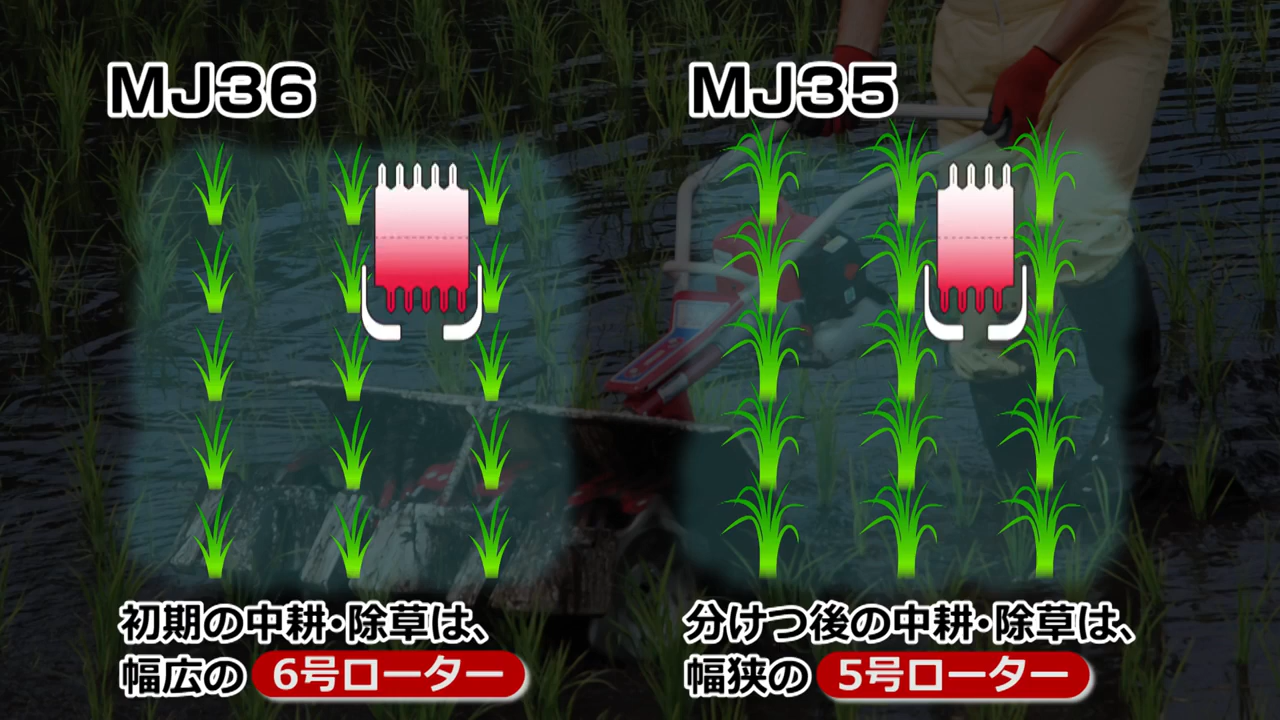 MJ36
MJ35
初期の中耕・除草は、
幅広の 6号ローター
分けつ後の中耕・除草は、
幅狭の 5号ローター